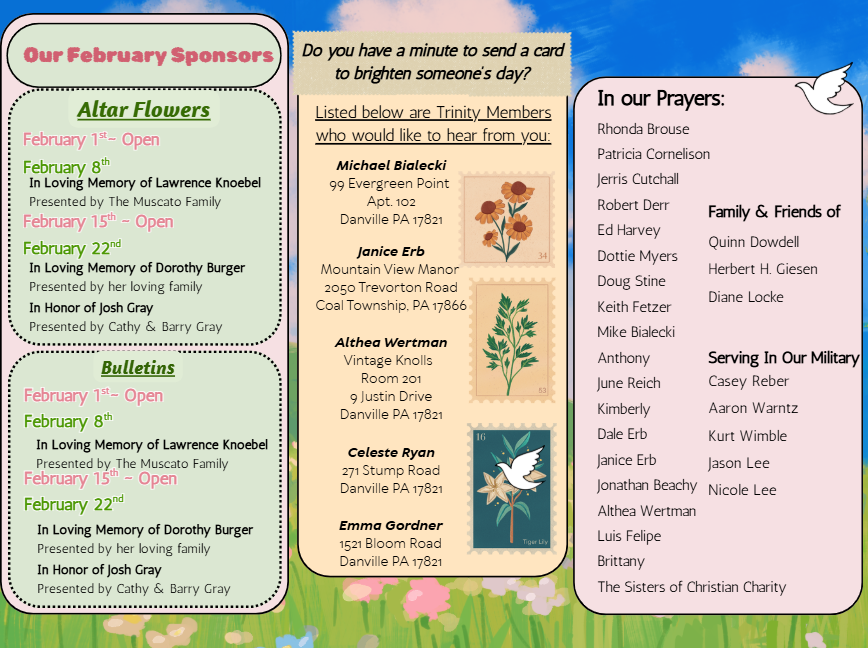 Our February Sponsors
Altar Flowers
February 1st- Open
February 8th
In Loving Memory of Lawrence Knoebel
Presented by The Muscato Family
February 15th - Open
February 22nd
In Loving Memory of Dorothy Burger
Presented by her loving family
In Honor of Josh Gray
Presented by Cathy & Barry Gray
Bulletins
February 1st- Open
February 8th
In Loving Memory of Lawrence Knoebel
Presented by The Muscato Family
February 15th - Open
February 22nd
In Loving Memory of Dorothy Burger
Presented by her loving family
In Honor of Josh Gray
Presented by Cathy & Barry Gray
Do you have a minute to send a card
to brighten someone's day?
Listed below are Trinity Members
who would like to hear from you:
Michael Bialecki
99 Evergreen Point
Apt. 102
Danville PA 17821
Janice Erb
Mountain View Manor
2050 Trevorton Road
Coal Township, PA 17866
Althea Wertman
Vintage Knolls
Room 201
9 Justin Drive
Danville PA 17821
Celeste Ryan
271 Stump Road
Danville PA 17821
Emma Gordner
1521 Bloom Road
Danville PA 17821
34
53
16
Tiger Lily
In our Prayers:
Rhonda Brouse
Patricia Cornelison
Jerris Cutchall
Robert Derr
Ed Harvey
Dottie Myers
Doug Stine
Keith Fetzer
Mike Bialecki
Anthony
June Reich
Kimberly
Dale Erb
Janice Erb
Jonathan Beachy
Althea Wertman
Luis Felipe
Brittany
The Sisters of Christian Charity
Family & Friends of
Quinn Dowdell
Herbert H. Giesen
Diane Locke
Serving In Our Military
Casey Reber
Aaron Warntz
Kurt Wimble
Jason Lee
Nicole Lee